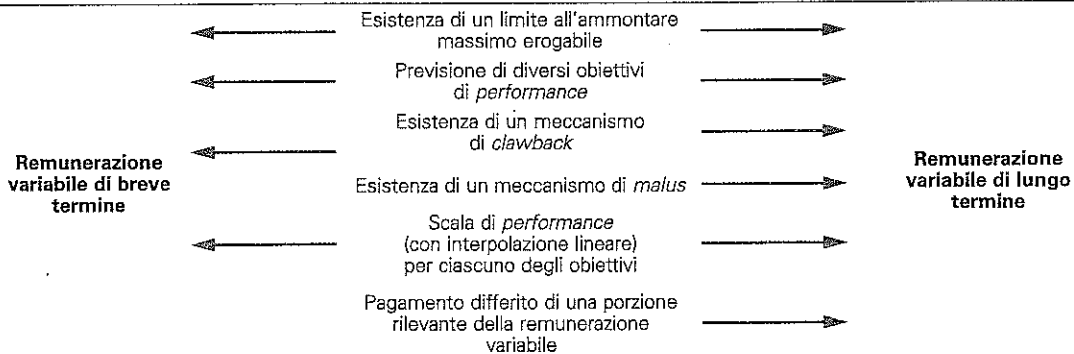 Esistenza di un limite all'ammontare
massimo erogabile
Previsione di diversi obiettivi
di performance
Esistenza di un meccanismo
di clawback
Remunerazione
variabile di breve
termine
Esistenza di un meccanismo di malus
Remunerazione
variabile di lungo
termine
Scala di performance
(con interpolazione lineare)
per ciascuno degli obiettivi
Pagamento differito di una porzione
rilevante della remunerazione
variabile